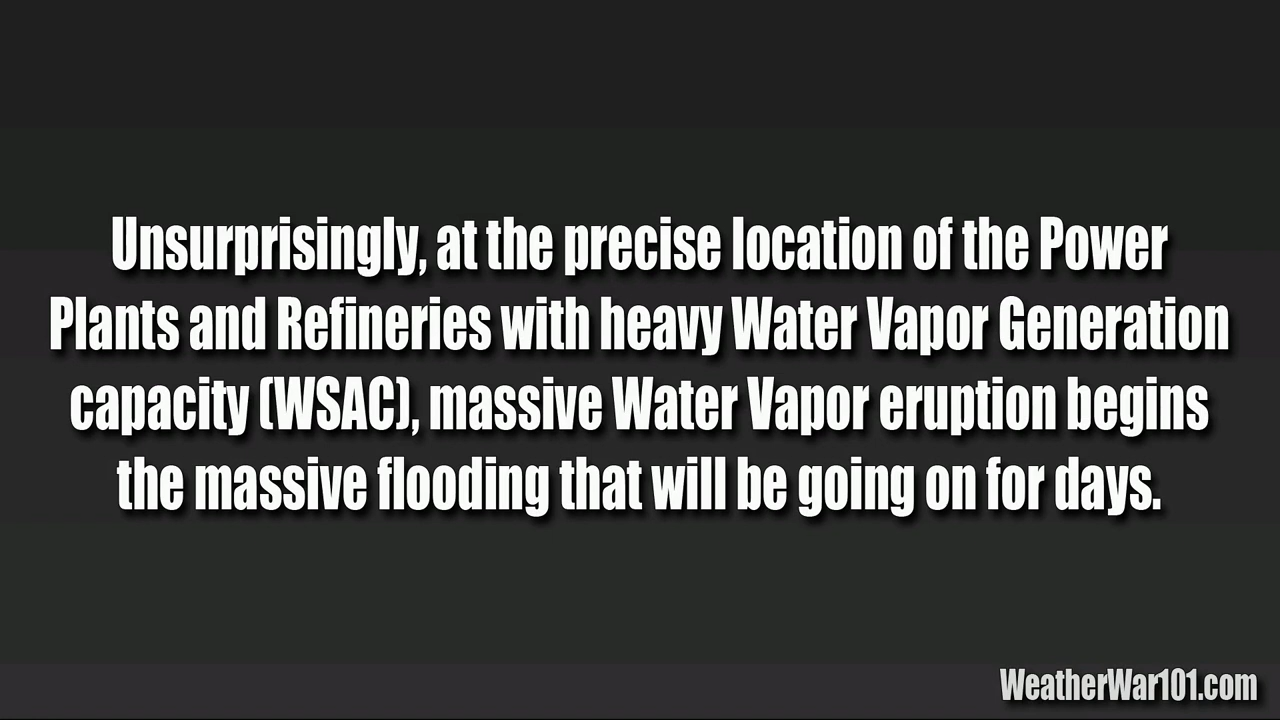 Unsurprisingly, at the precise location of the Power
Plants and Refineries with heavy Water Vapor Generation
capacity (WSAC), massive Water Vapor eruption begins
the massive flooding that will be going on for days.
WeatherWar101.com